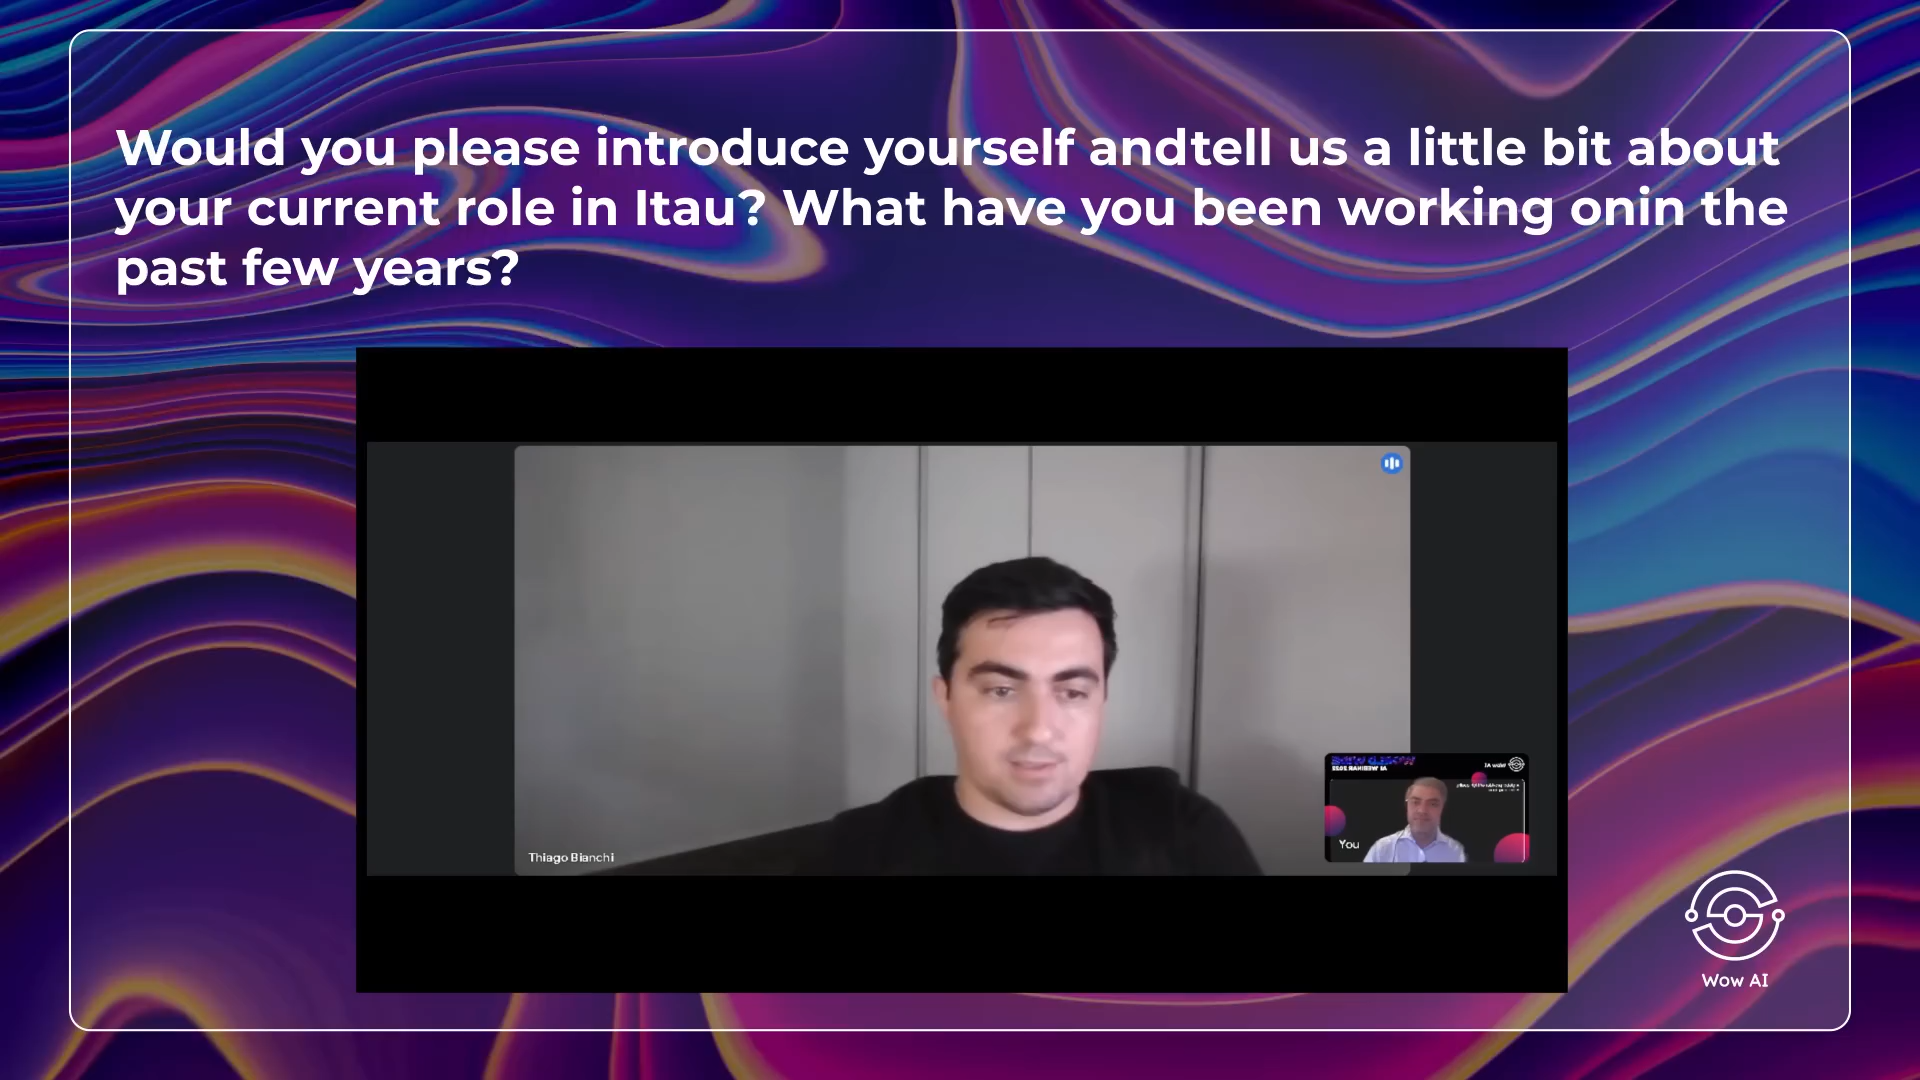 Would you please introduce yourself andtell us a little bit about
your current role in Itau? What have you been working onin the
past few years?
Thiago Bianchi
You
Wow AI